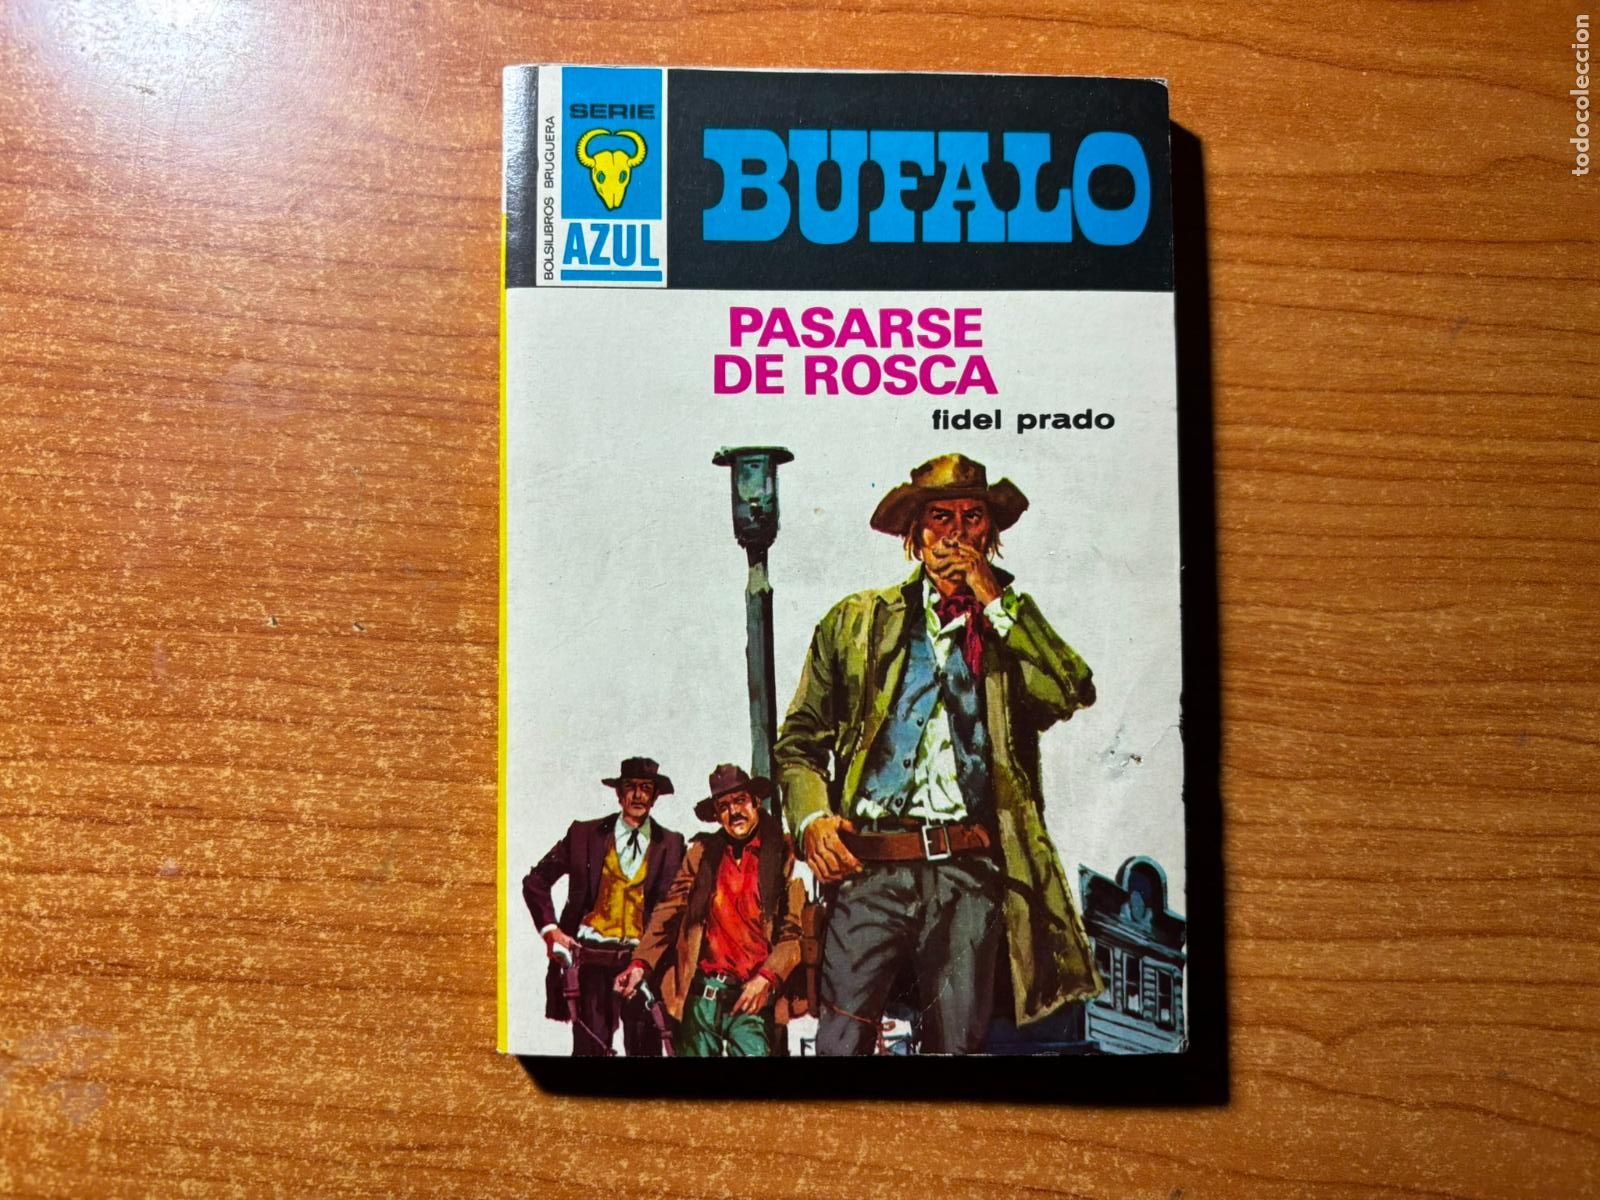 BOLSILIBROS BRUGUERA
SERIE
AZUL
BUFALO
PASARSE
DE ROSCA
fidel prado
todocoleccion